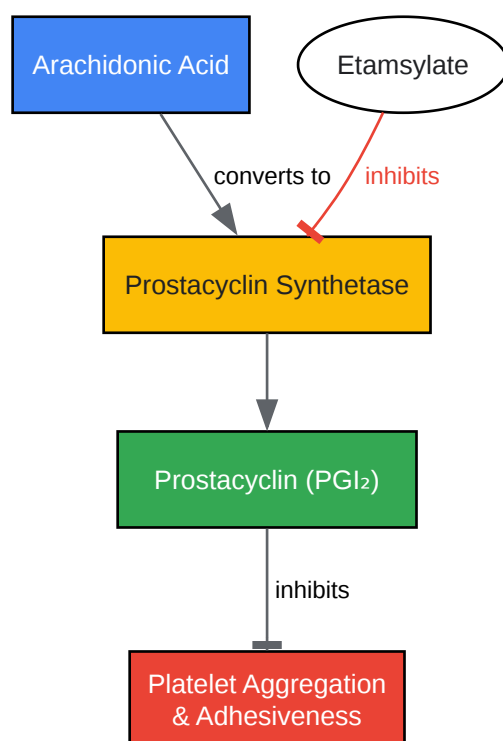 Arachidonic Acid
Etamsylate
converts to
inhibits
Prostacyclin Synthetase
Prostacyclin (PGI₂)
inhibits
Platelet Aggregation
& Adhesiveness